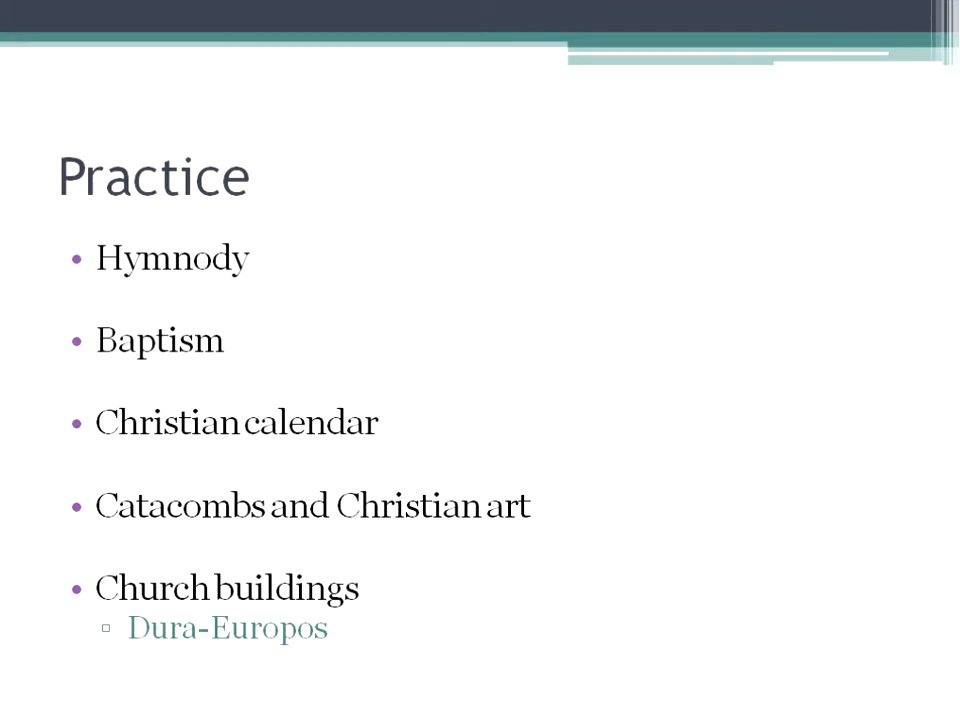 Practice
• Hymnody
• Baptism
• Christian calendar
• Catacombs and Christian art
• Church buildings
▫ Dura-Europos